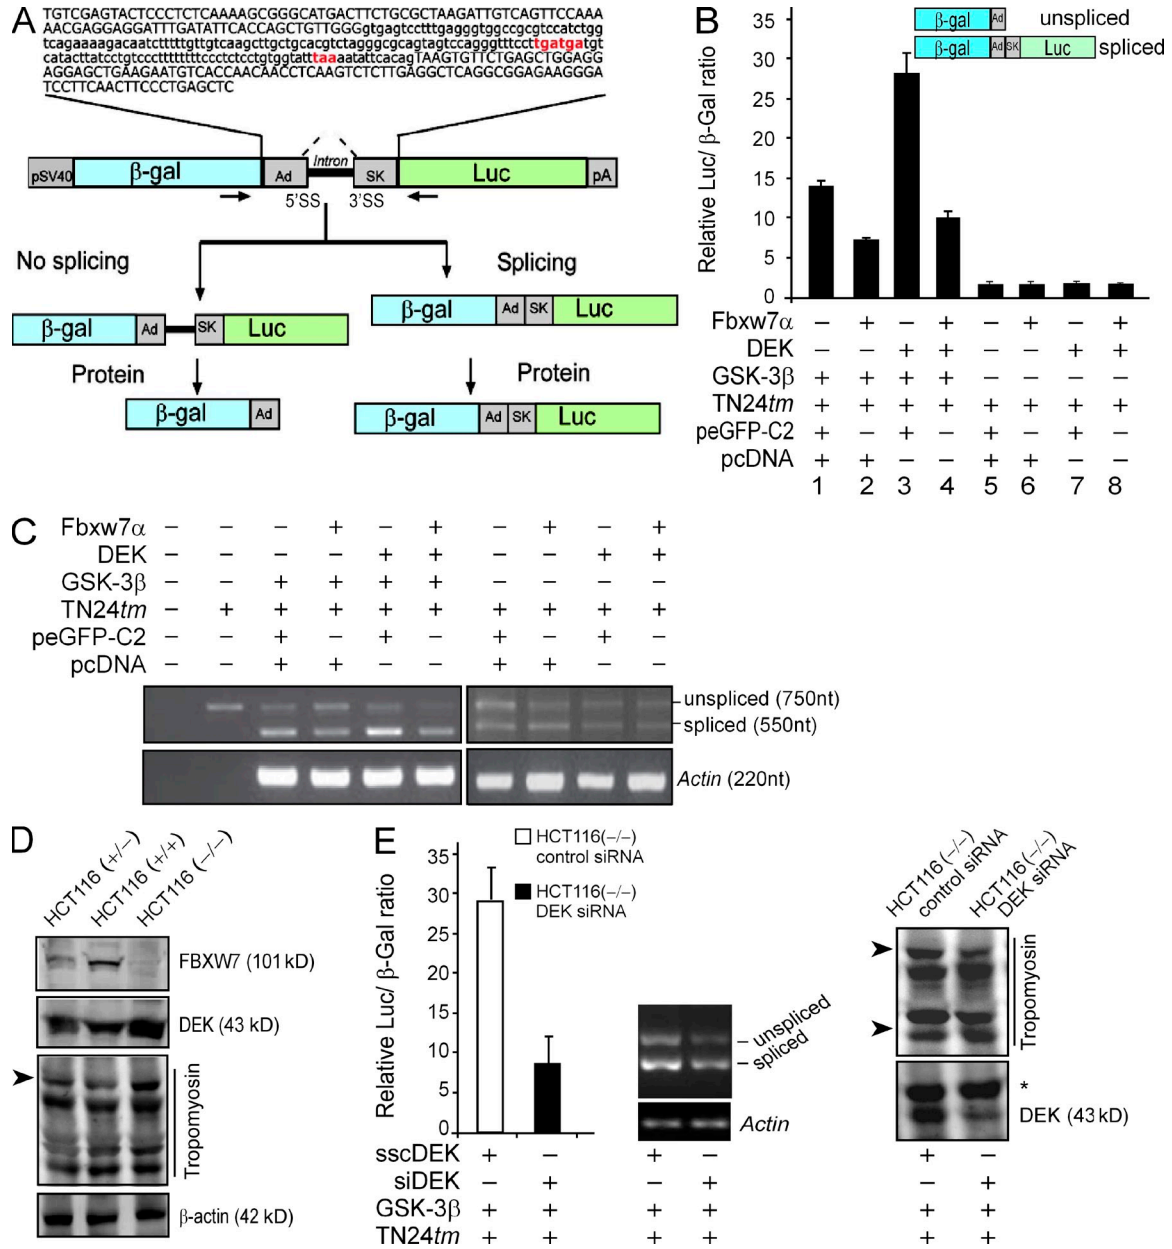 A
TGTCGAGTACTCCCTCTCAAAAGCGGGCATGACTTCTGCGCTAAGATTGTCAGTTCCAAA
AACGAGGAGGATTTGATATTCACCAGCTGTTGGGgtgagtcctttgagggtggccgcgtccatctgg
tcagaaaagacaatctttttgttgtcaagcttgctgcacgtctagggcgcagtagtccagggtttccttgatgatgt
catacttatcctgtcccttttttttccctctcctgtggtatttaaaatattcacagTAAGTGTTCTGAGCTGGAGG
AGGAGCTGAAGAATGTCACCAACAACCTCAAGTCTCTTGAGGCTCAGGCGGAGAAGGGA
TCCTTCAACTTCCCTGAGCTC
pSV40 β-gal Ad Intron SK Luc pA
5'SS 3'SS
No splicing Splicing
β-gal Ad SK Luc
β-gal Ad SK Luc
Protein Protein
β-gal Ad
β-gal Ad SK Luc
B
β-gal Ad unspliced
β-gal Ad SK Luc spliced
Relative Luc/ β-Gal ratio
35
30
25
20
15
10
5
0
Fbxw7α − + − + − + − +
DEK − − + + − − + +
GSK-3β + + + + − − − −
TN24tm + + + + + + + +
peGFP-C2 + − + − + − + −
pcDNA + + − − + + − −
1 2 3 4 5 6 7 8
C
Fbxw7α − − − + − + − + − +
DEK − − − − + + − − + +
GSK-3β − − + + + + − − − −
TN24tm − + + + + + + + + +
peGFP-C2 − − + − + − + − + −
pcDNA − − + + − − + + − −
unspliced (750nt)
spliced (550nt)
Actin (220nt)
D
HCT116 (+/−)
HCT116 (+/+)
HCT116 (−/−)
FBXW7 (101 kD)
DEK (43 kD)
Tropomyosin
β-actin (42 kD)
E
HCT116(−/−)
control siRNA
HCT116(−/−)
DEK siRNA
Relative Luc/ β-Gal ratio
35
30
25
20
15
10
5
0
unspliced
spliced
Actin
HCT116(−/−)
control siRNA
HCT116(−/−)
DEK siRNA
Tropomyosin
*
DEK (43 kD)
sscDEK + − + − + −
siDEK − + − + − +
GSK-3β + + + + + +
TN24tm + + + + + +